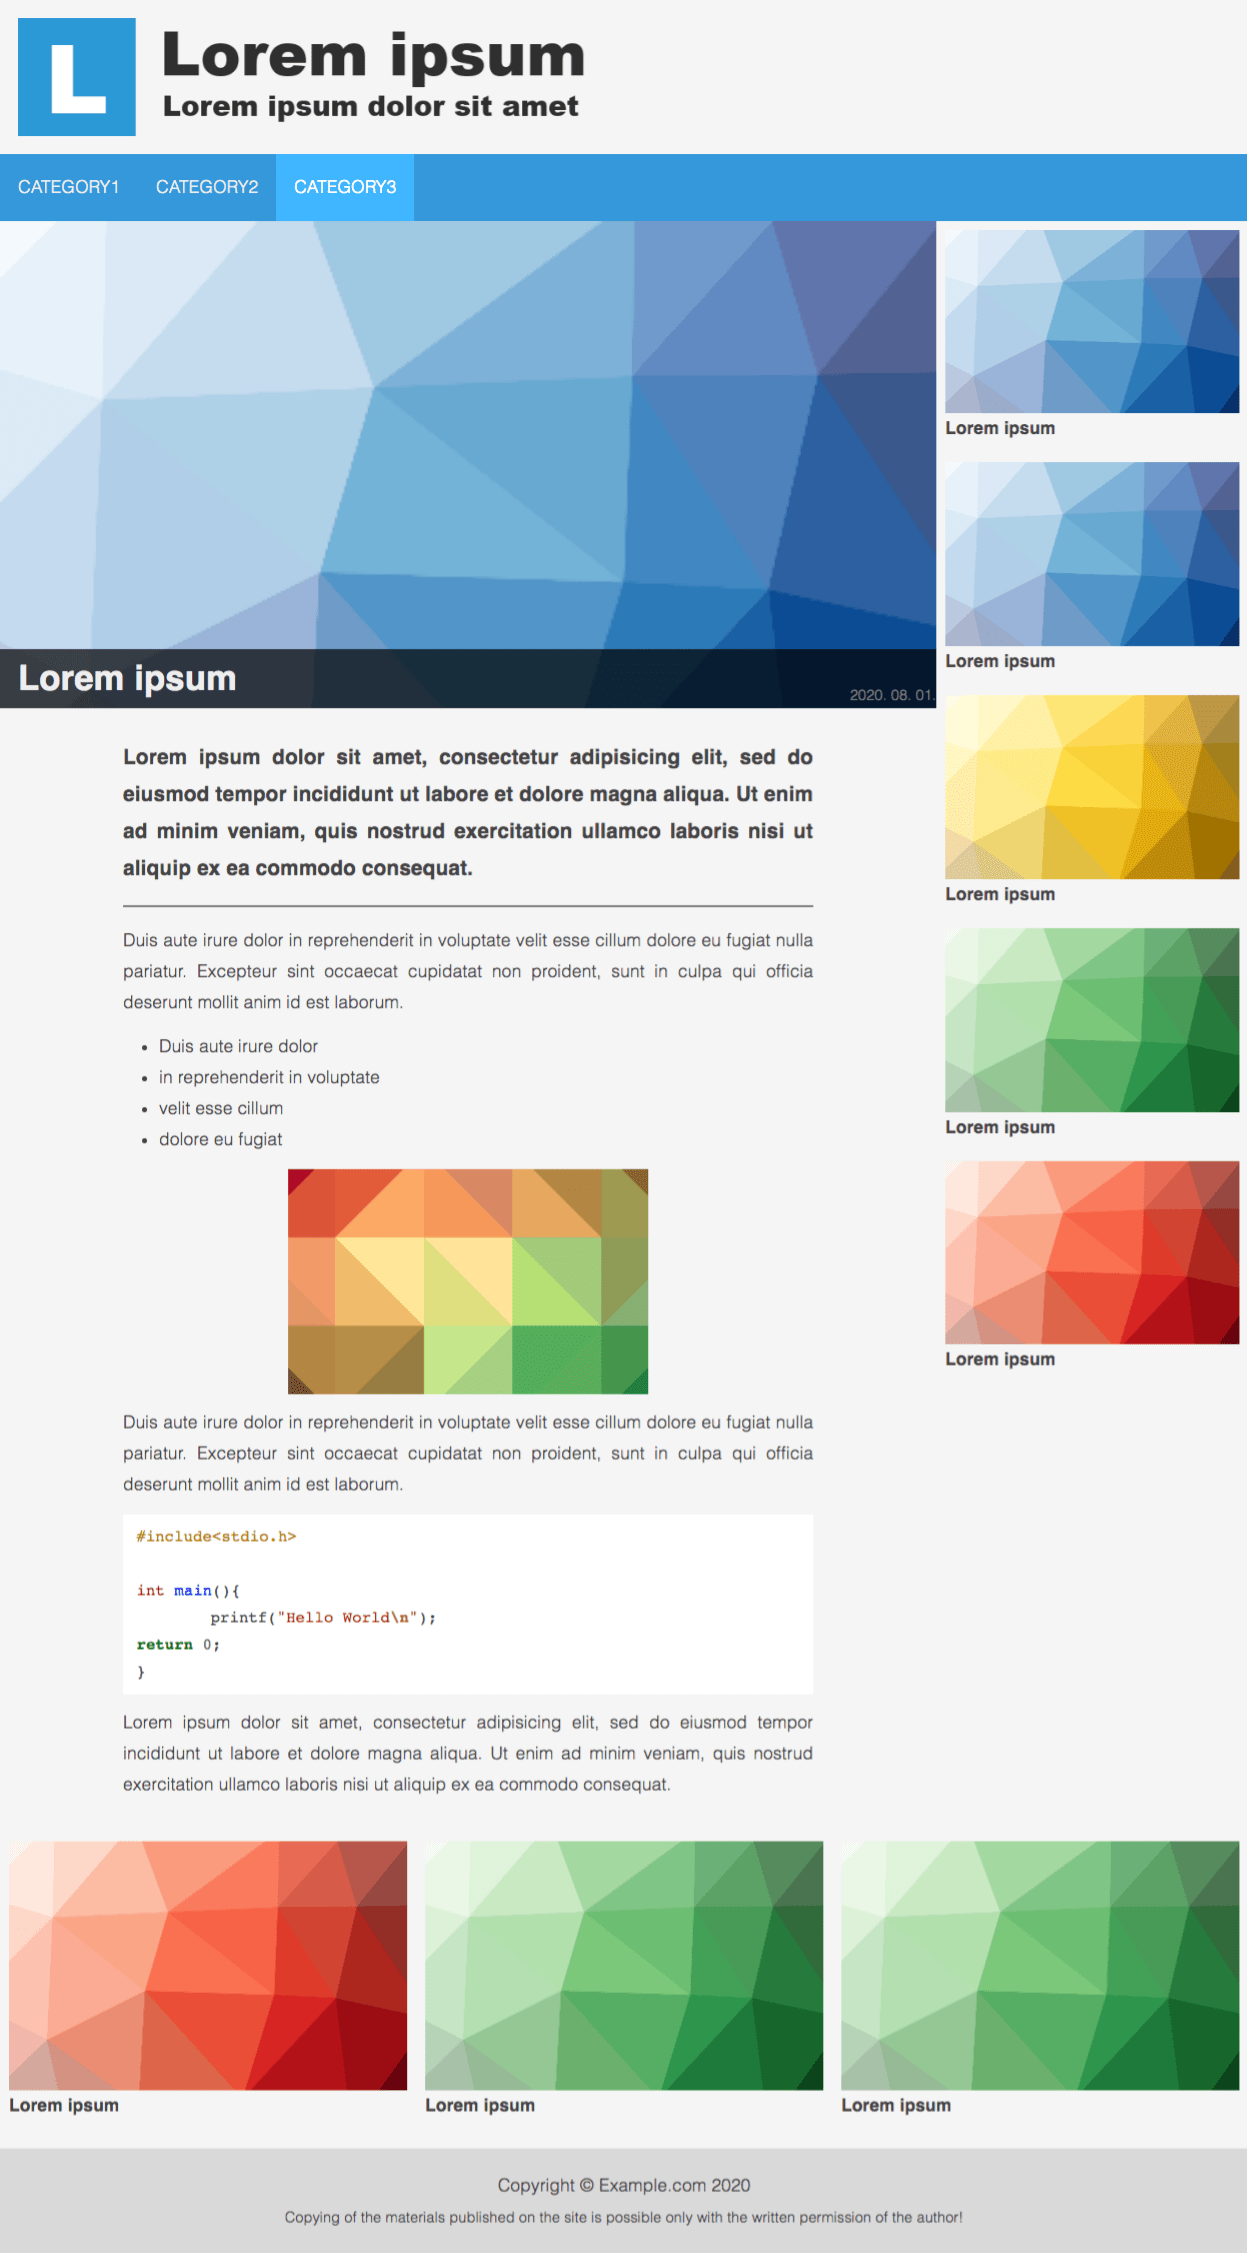 L
Lorem ipsum
Lorem ipsum dolor sit amet
CATEGORY1 CATEGORY2 CATEGORY3
Lorem ipsum
2020. 08. 01.
Lorem ipsum dolor sit amet, consectetur adipisicing elit, sed do
eiusmod tempor incididunt ut labore et dolore magna aliqua. Ut enim
ad minim veniam, quis nostrud exercitation ullamco laboris nisi ut
aliquip ex ea commodo consequat.
Duis aute irure dolor in reprehenderit in voluptate velit esse cillum dolore eu fugiat nulla
pariatur. Excepteur sint occaecat cupidatat non proident, sunt in culpa qui officia
deserunt mollit anim id est laborum.
• Duis aute irure dolor
• in reprehenderit in voluptate
• velit esse cillum
• dolore eu fugiat
Duis aute irure dolor in reprehenderit in voluptate velit esse cillum dolore eu fugiat nulla
pariatur. Excepteur sint occaecat cupidatat non proident, sunt in culpa qui officia
deserunt mollit anim id est laborum.
#include<stdio.h>
int main(){
printf("Hello World\n");
return 0;
}
Lorem ipsum dolor sit amet, consectetur adipisicing elit, sed do eiusmod tempor
incididunt ut labore et dolore magna aliqua. Ut enim ad minim veniam, quis nostrud
exercitation ullamco laboris nisi ut aliquip ex ea commodo consequat.
Lorem ipsum
Lorem ipsum
Lorem ipsum
Lorem ipsum
Lorem ipsum
Lorem ipsum
Lorem ipsum
Lorem ipsum
Copyright © Example.com 2020
Copying of the materials published on the site is possible only with the written permission of the author!